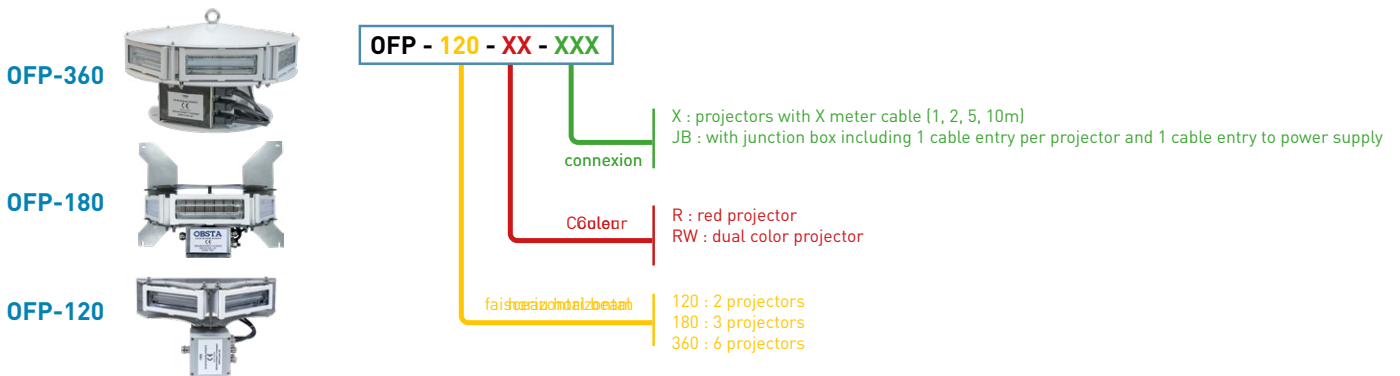 OFP - 120 - XX - XXX
OFP-360
X : projectors with X meter cable (1, 2, 5, 10m)
JB : with junction box including 1 cable entry per projector and 1 cable entry to power supply
connexion
OFP-180
OBSTA
R : red projector
RW : dual color projector
OFP-120
120 : 2 projectors
180 : 3 projectors
360 : 6 projectors